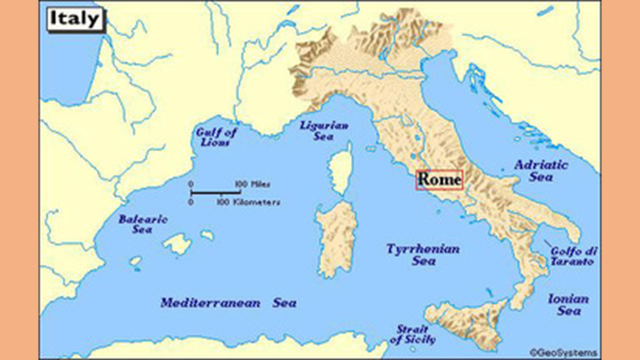 Italy
Gulf of
Lions
Ligurian
Sea
Adriatic
Sea
0 100 Miles
0 100 Kilometers
Rome
Balearic
Sea
Tyrrhenian
Sea
Golfo di
Taranto
Mediterranean Sea
Ionian
Sea
Strait
of Sicily
©GeoSystems